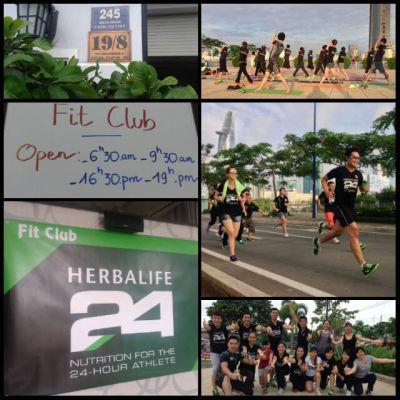 245
19/8
Fit Club
Open: - 6h30 am - 9h30 am
- 16h30.pm - 19h.pm
Fit Club
HERBALIFE
24
NUTRITION FOR THE
24-HOUR ATHLETE